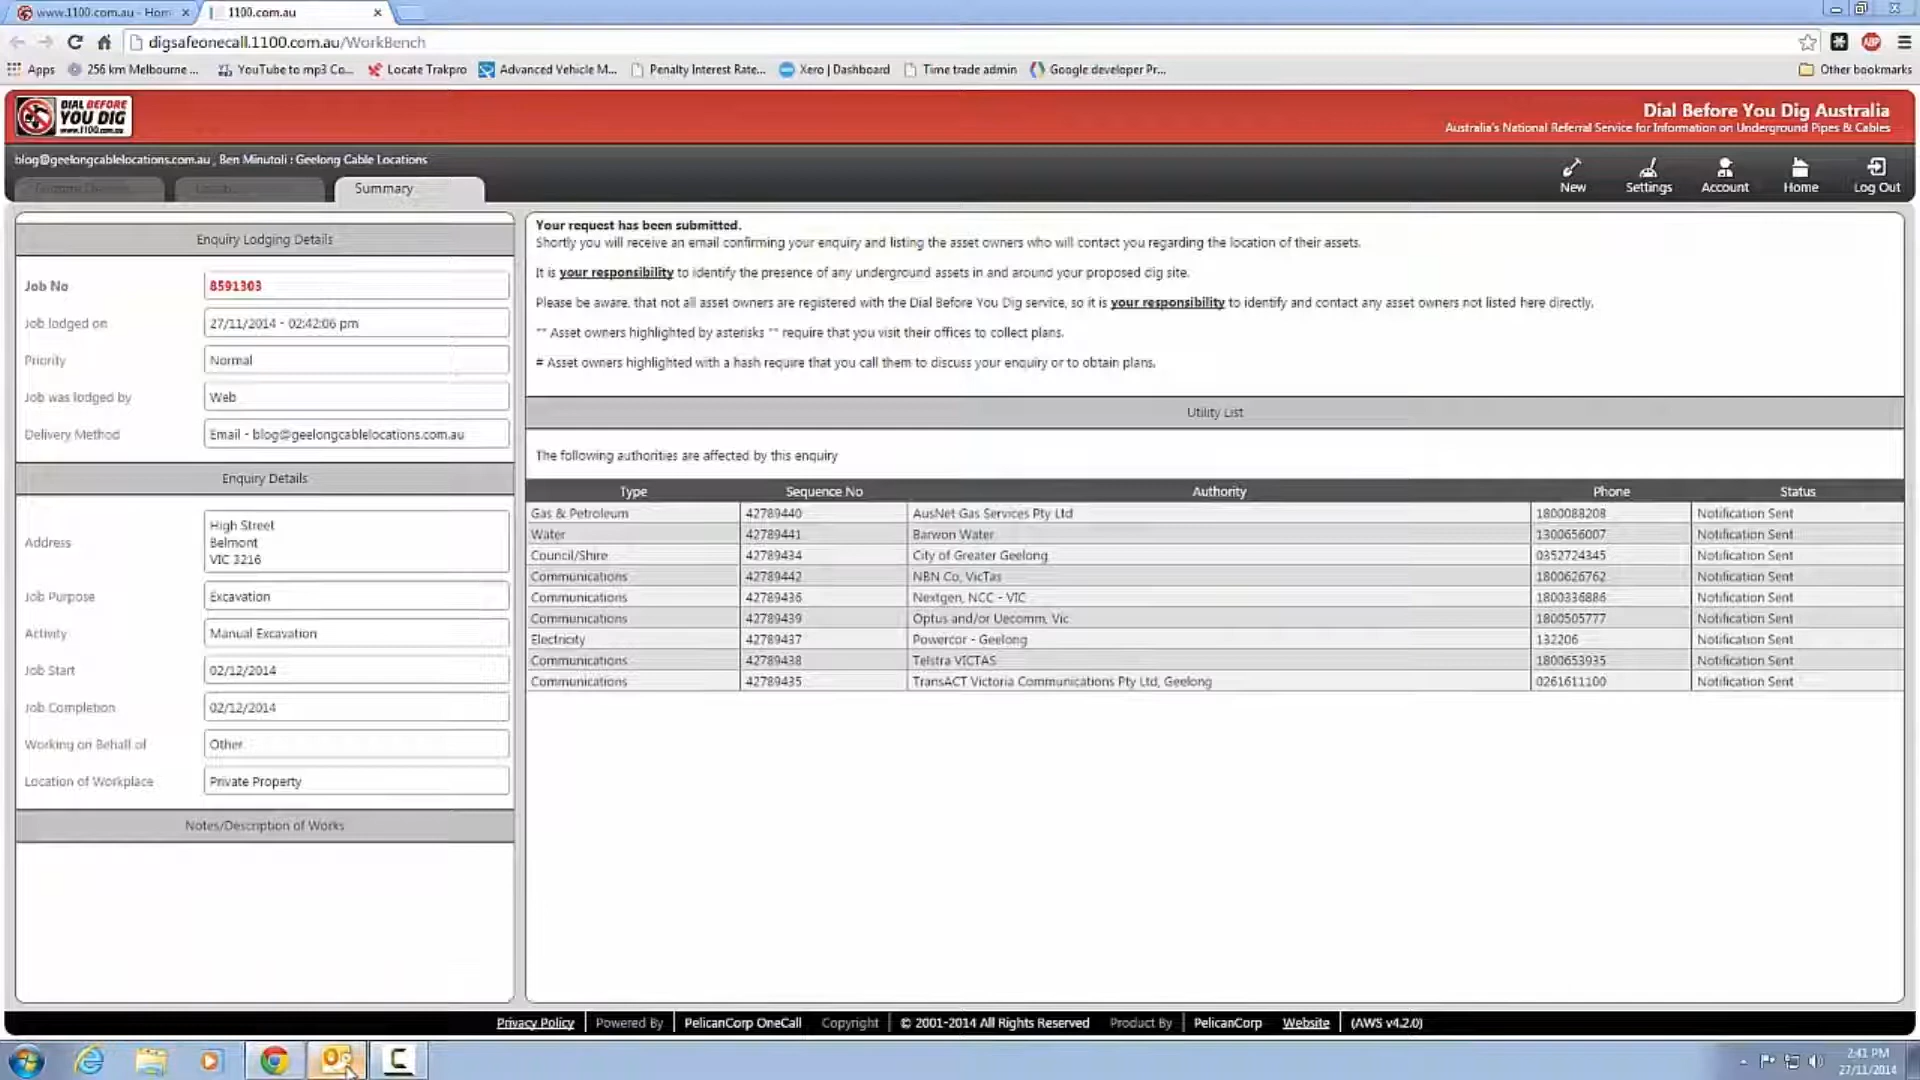 www.1100.com.au - Hom
1100.com.au
digsafeonecall.1100.com.au/WorkBench
Apps
256 km Melbourne ...
YouTube to mp3 Co...
Locate Trakpro
Advanced Vehicle M...
Penalty Interest Rate...
Xero | Dashboard
Time trade admin
Google developer Pr...
Other bookmarks
DIAL BEFORE
YOU DIG
www.1100.com.au
Dial Before You Dig Australia
Australia's National Referral Service for Information on Underground Pipes & Cables
blog@geelongcablelocations.com.au , Ben Minutoli : Geelong Cable Locations
Summary
New
Settings
Account
Home
Log Out
Enquiry Lodging Details
Job No 8591303
Job lodged on 27/11/2014 - 02:42:06 pm
Priority Normal
Job was lodged by Web
Delivery Method Email - blog@geelongcablelocations.com.au
Enquiry Details
Address High Street
Belmont
VIC 3216
Job Purpose Excavation
Activity Manual Excavation
Job Start 02/12/2014
Job Completion 02/12/2014
Working on Behalf of Other
Location of Workplace Private Property
Notes/Description of Works
Your request has been submitted.
Shortly you will receive an email confirming your enquiry and listing the asset owners who will contact you regarding the location of their assets.
It is your responsibility to identify the presence of any underground assets in and around your proposed dig site.
Please be aware, that not all asset owners are registered with the Dial Before You Dig service, so it is your responsibility to identify and contact any asset owners not listed here directly.
** Asset owners highlighted by asterisks ** require that you visit their offices to collect plans.
# Asset owners highlighted with a hash require that you call them to discuss your enquiry or to obtain plans.
Utility List
The following authorities are affected by this enquiry
Type Sequence No Authority Phone Status
Gas & Petroleum 42789440 AusNet Gas Services Pty Ltd 1800088208 Notification Sent
Water 42789441 Barwon Water 1300656007 Notification Sent
Council/Shire 42789434 City of Greater Geelong 0352724345 Notification Sent
Communications 42789442 NBN Co, VicTas 1800626762 Notification Sent
Communications 42789436 Nextgen, NCC - VIC 1800336886 Notification Sent
Communications 42789439 Optus and/or Uecomm, Vic 1800505777 Notification Sent
Electricity 42789437 Powercor - Geelong 132206 Notification Sent
Communications 42789438 Telstra VICTAS 1800653935 Notification Sent
Communications 42789435 TransACT Victoria Communications Pty Ltd, Geelong 0261611100 Notification Sent
Privacy Policy Powered By PelicanCorp OneCall Copyright © 2001-2014 All Rights Reserved Product By PelicanCorp Website (AWS v4.2.0)
2:41 PM
27/11/2014